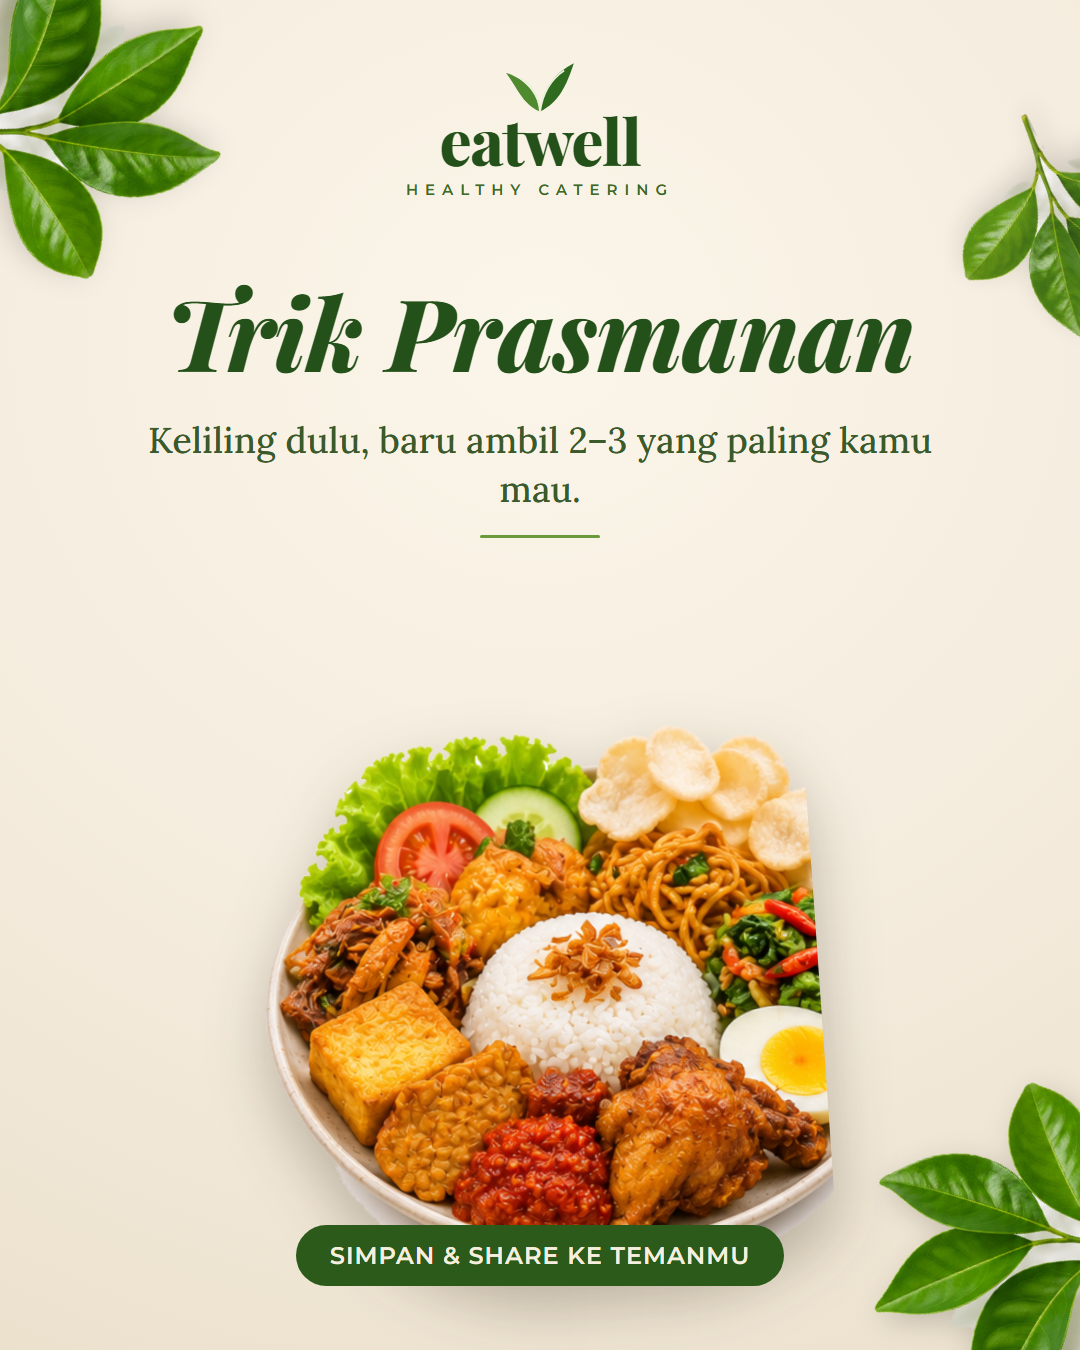 eatwell
HEALTHY CATERING
Trik Prasmanan
Keliling dulu, baru ambil 2–3 yang paling kamu
mau.
SIMPAN & SHARE KE TEMANMU